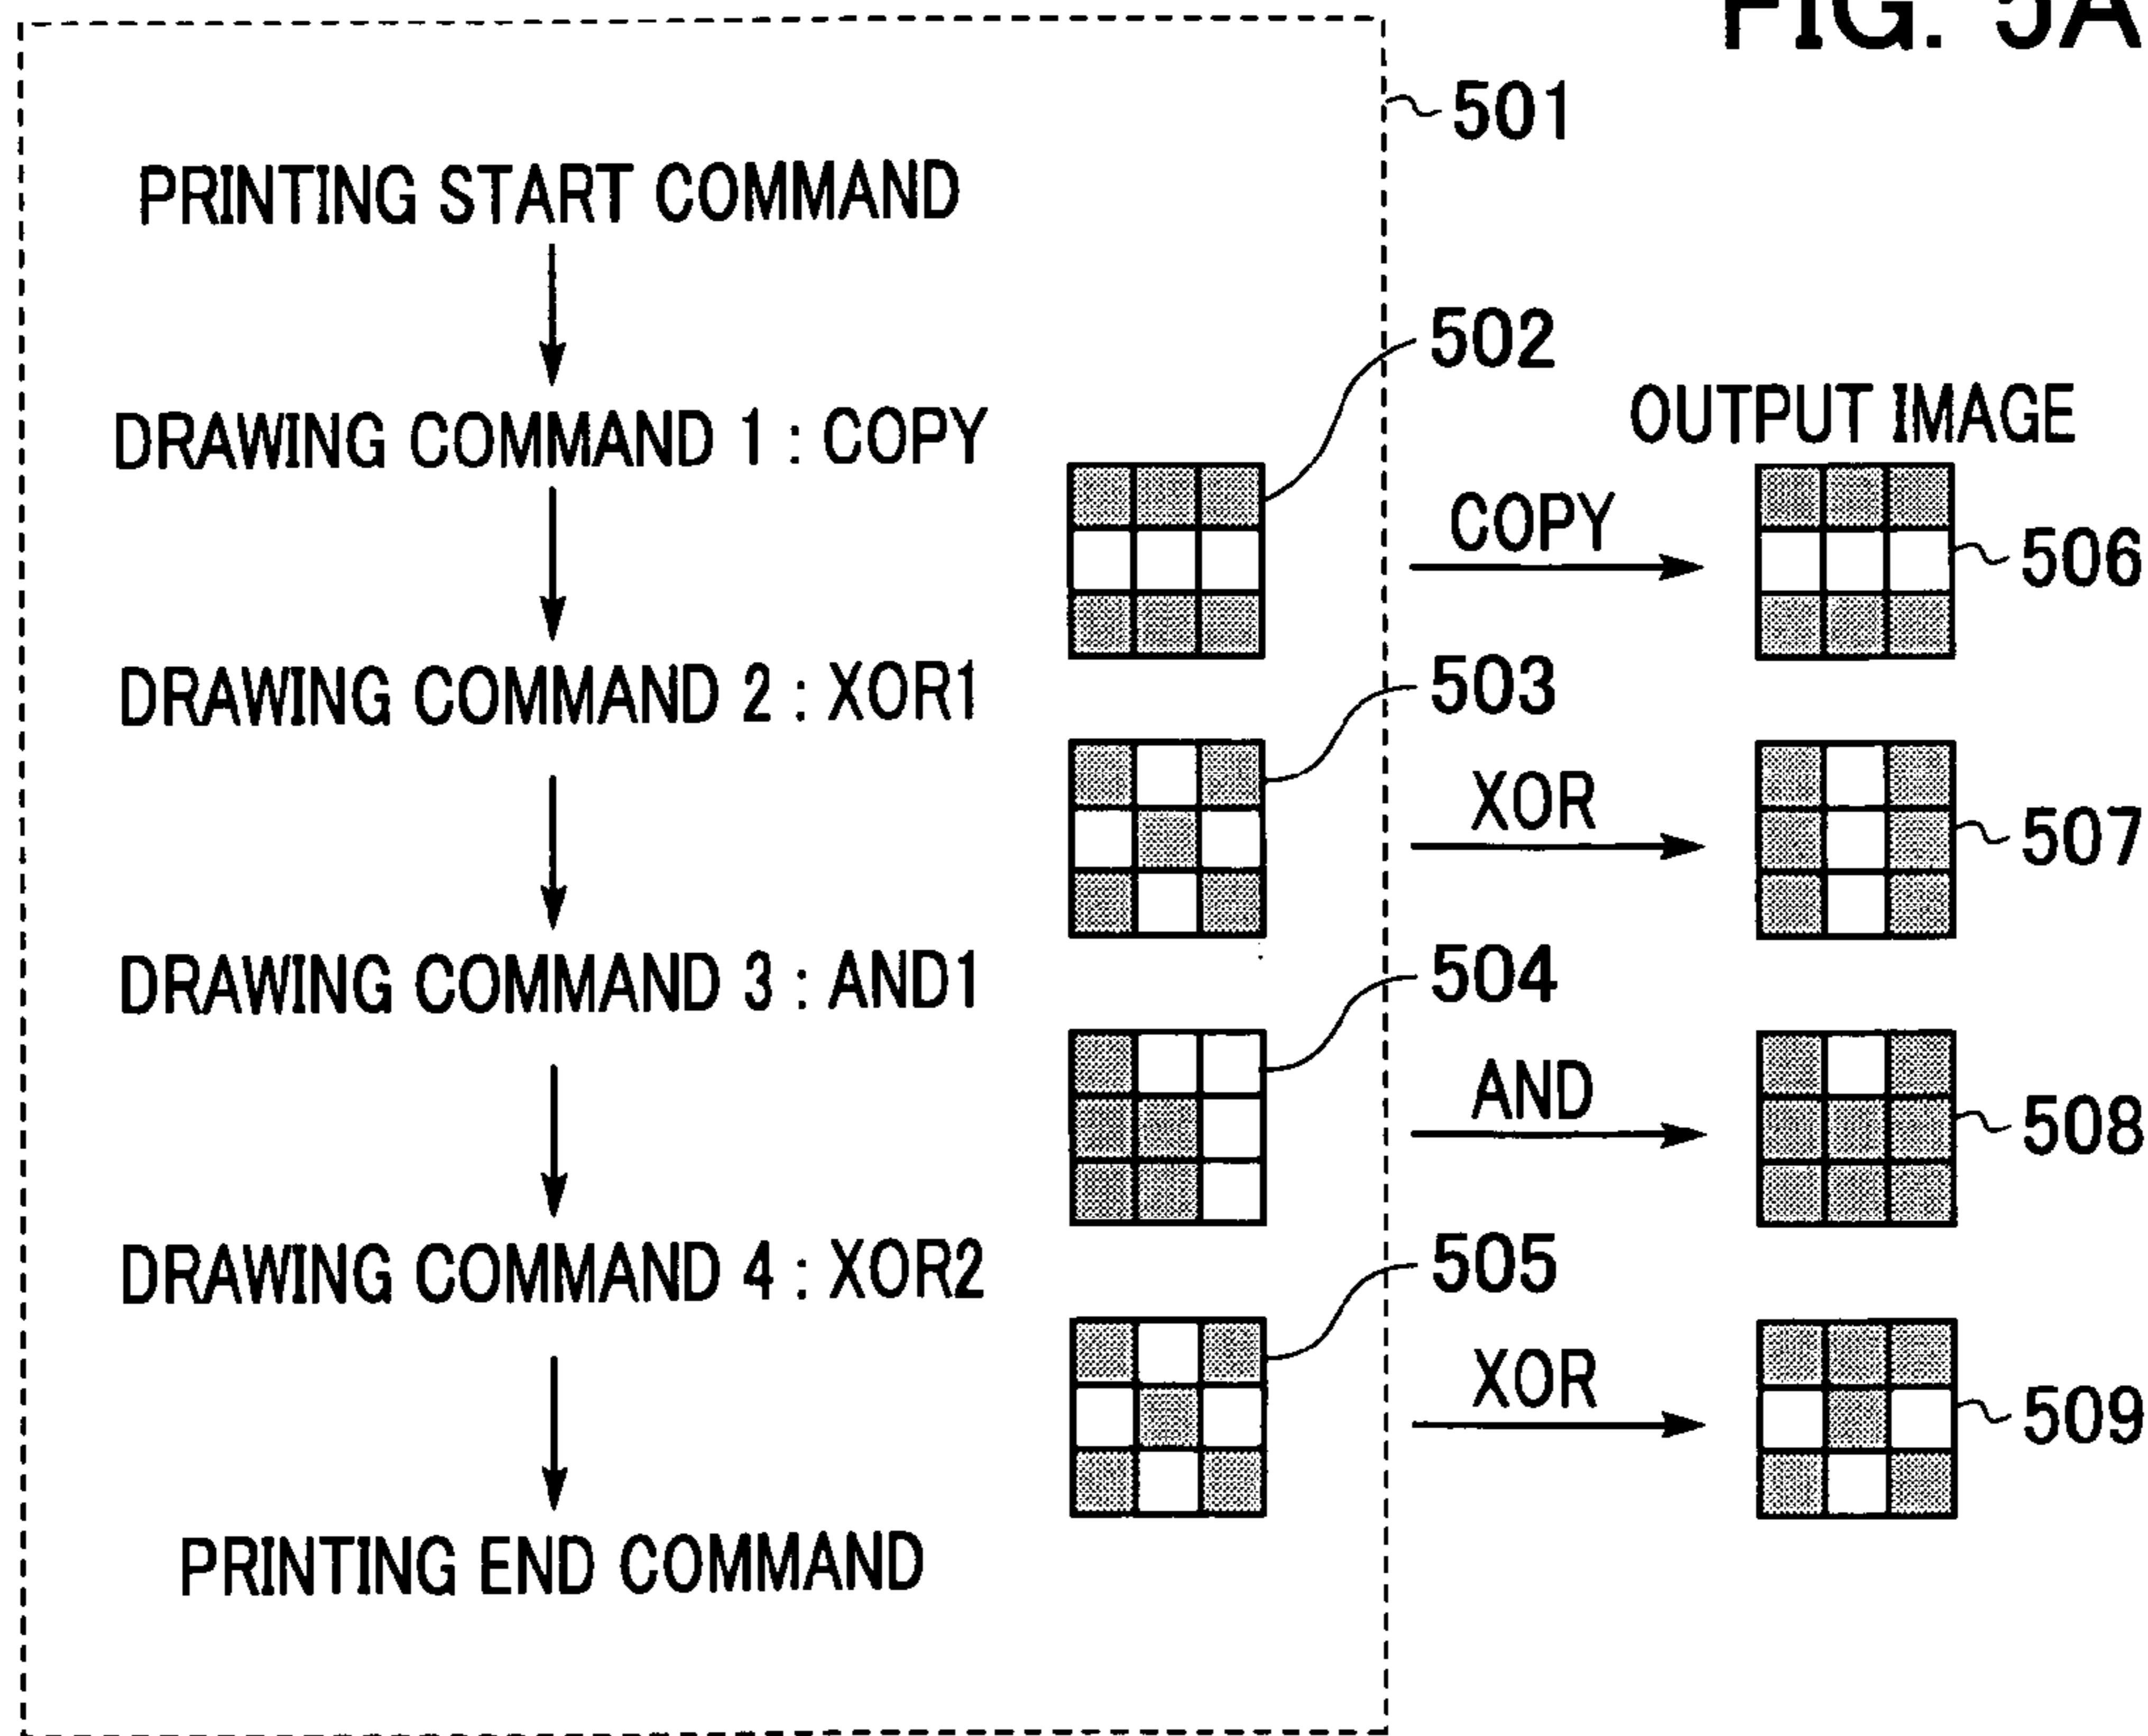 FIG. 5A
501
PRINTING START COMMAND
502
OUTPUT IMAGE
DRAWING COMMAND 1 : COPY
COPY
506
DRAWING COMMAND 2 : XOR1
503
XOR
507
DRAWING COMMAND 3 : AND1
504
AND
508
DRAWING COMMAND 4 : XOR2
505
XOR
509
PRINTING END COMMAND